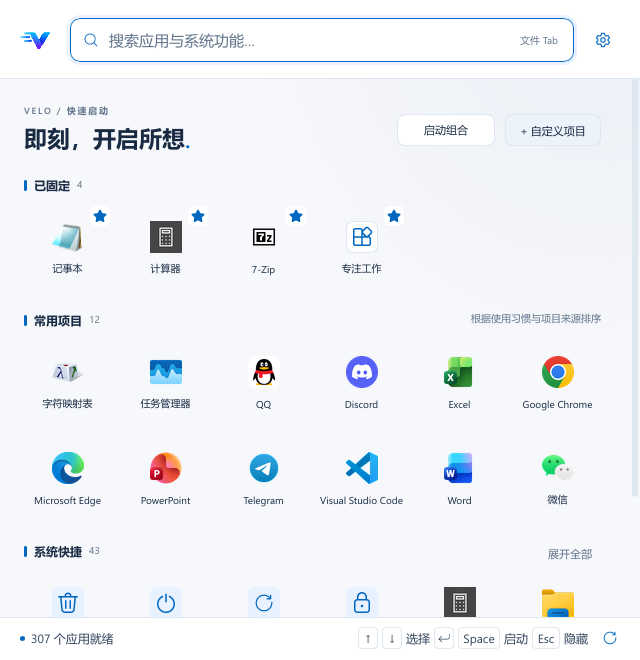 搜索应用与系统功能...
文件 Tab
VELO / 快速启动
即刻，开启所想.
启动组合
+ 自定义项目
已固定 4
记事本
计算器
7-Zip
专注工作
常用项目 12
根据使用习惯与项目来源排序
字符映射表
任务管理器
QQ
Discord
Excel
Google Chrome
Microsoft Edge
PowerPoint
Telegram
Visual Studio Code
Word
微信
系统快捷 43
展开全部
307 个应用就绪
↑ ↓ 选择 ↵ Space 启动 Esc 隐藏